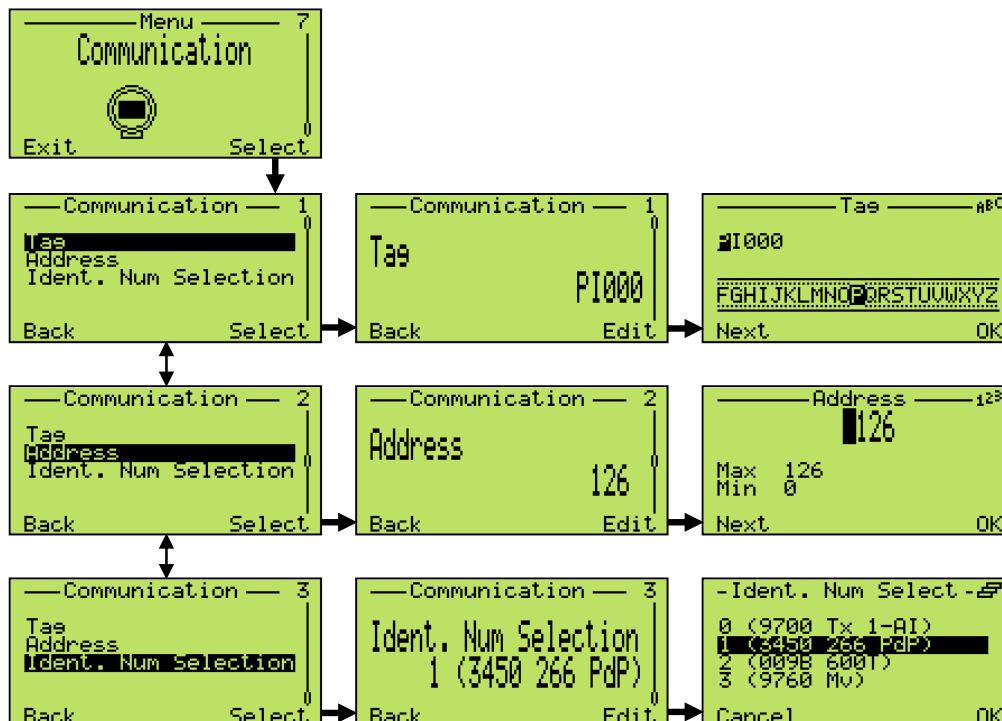 Menu 7
Communication
Exit Select
Communication 1
Tag
Address
Ident. Num Selection
Back Select
Communication 1
Tag
PI000
Back Edit
Tag ABC
PI000
FGHIJKLMNOPQRSTUVWXYZ
Next OK
Communication 2
Tag
Address
Ident. Num Selection
Back Select
Communication 2
Address
126
Back Edit
Address 123
126
Max 126
Min 0
Next OK
Communication 3
Tag
Address
Ident. Num Selection
Back Select
Communication 3
Ident. Num Selection
1 (3450 266 PdP)
Back Edit
-Ident. Num Select-
0 (9700 Tx 1-AI)
1 (3450 266 PdP)
2 (009B 600T)
3 (9760 Mv)
Cancel OK